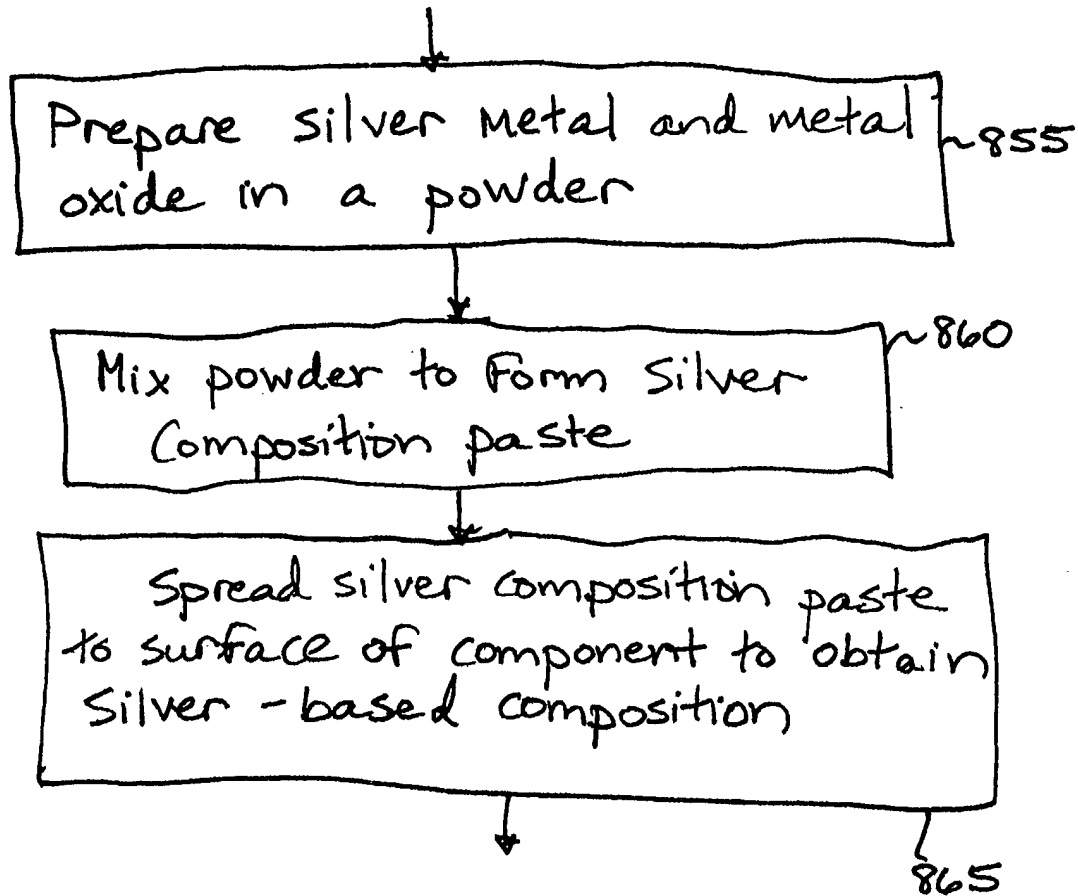 Prepare silver metal and metal
oxide in a powder
~855
~860
Mix powder to Form Silver
Composition paste
Spread silver composition paste
to surface of component to obtain
Silver-based composition
865